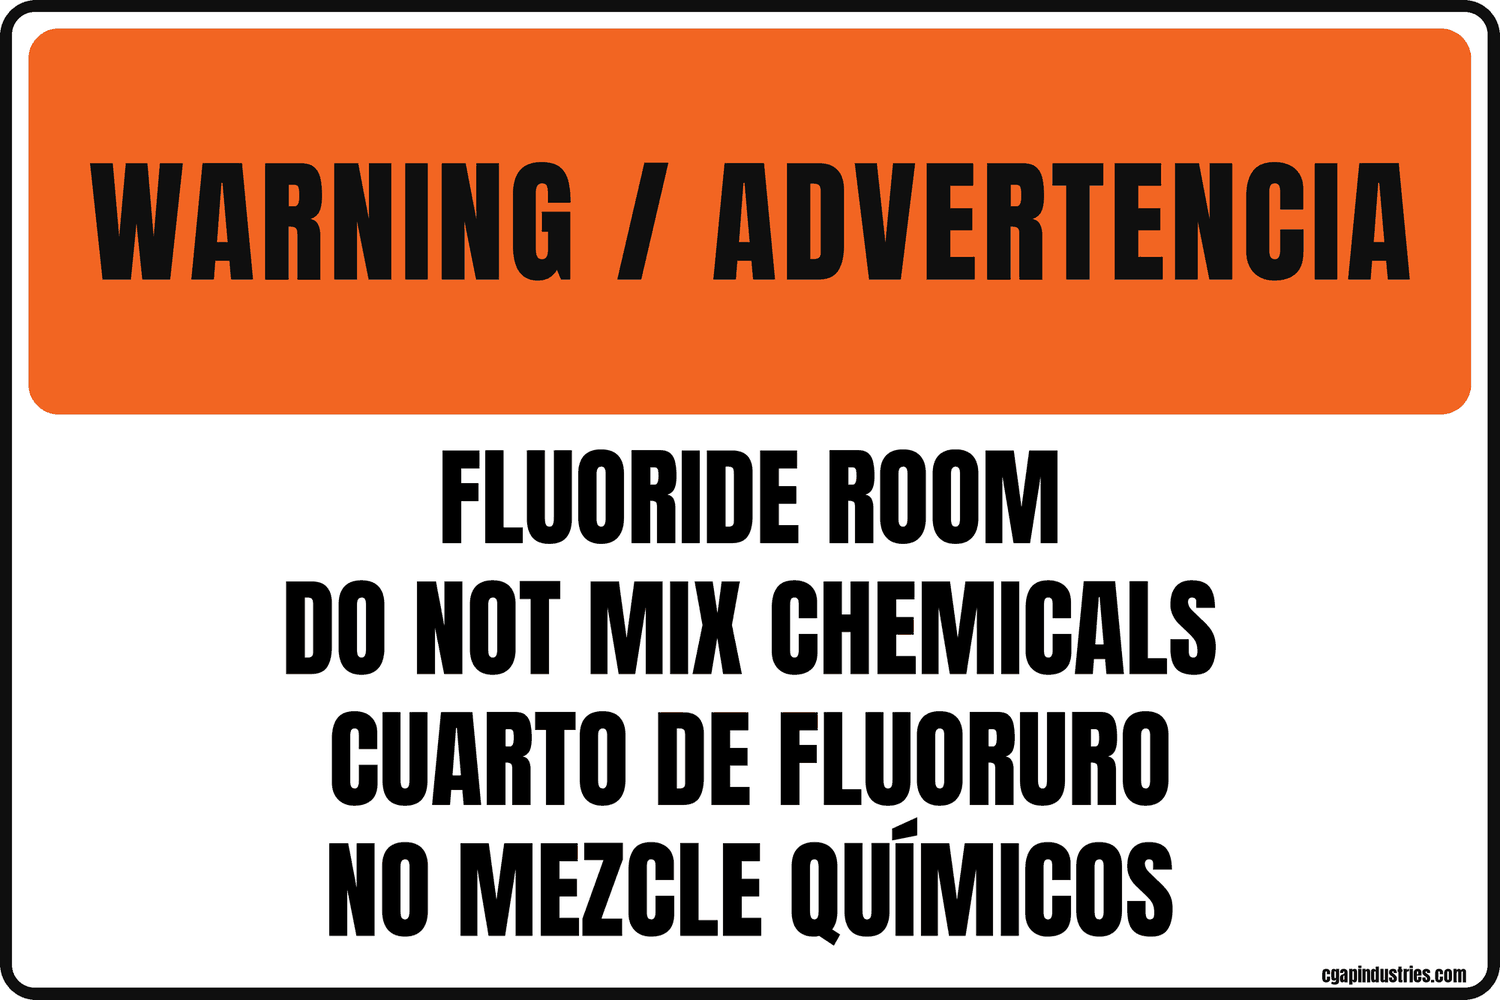 WARNING / ADVERTENCIA
FLUORIDE ROOM
DO NOT MIX CHEMICALS
CUARTO DE FLUORURO
NO MEZCLE QUÍMICOS
cgapindustries.com